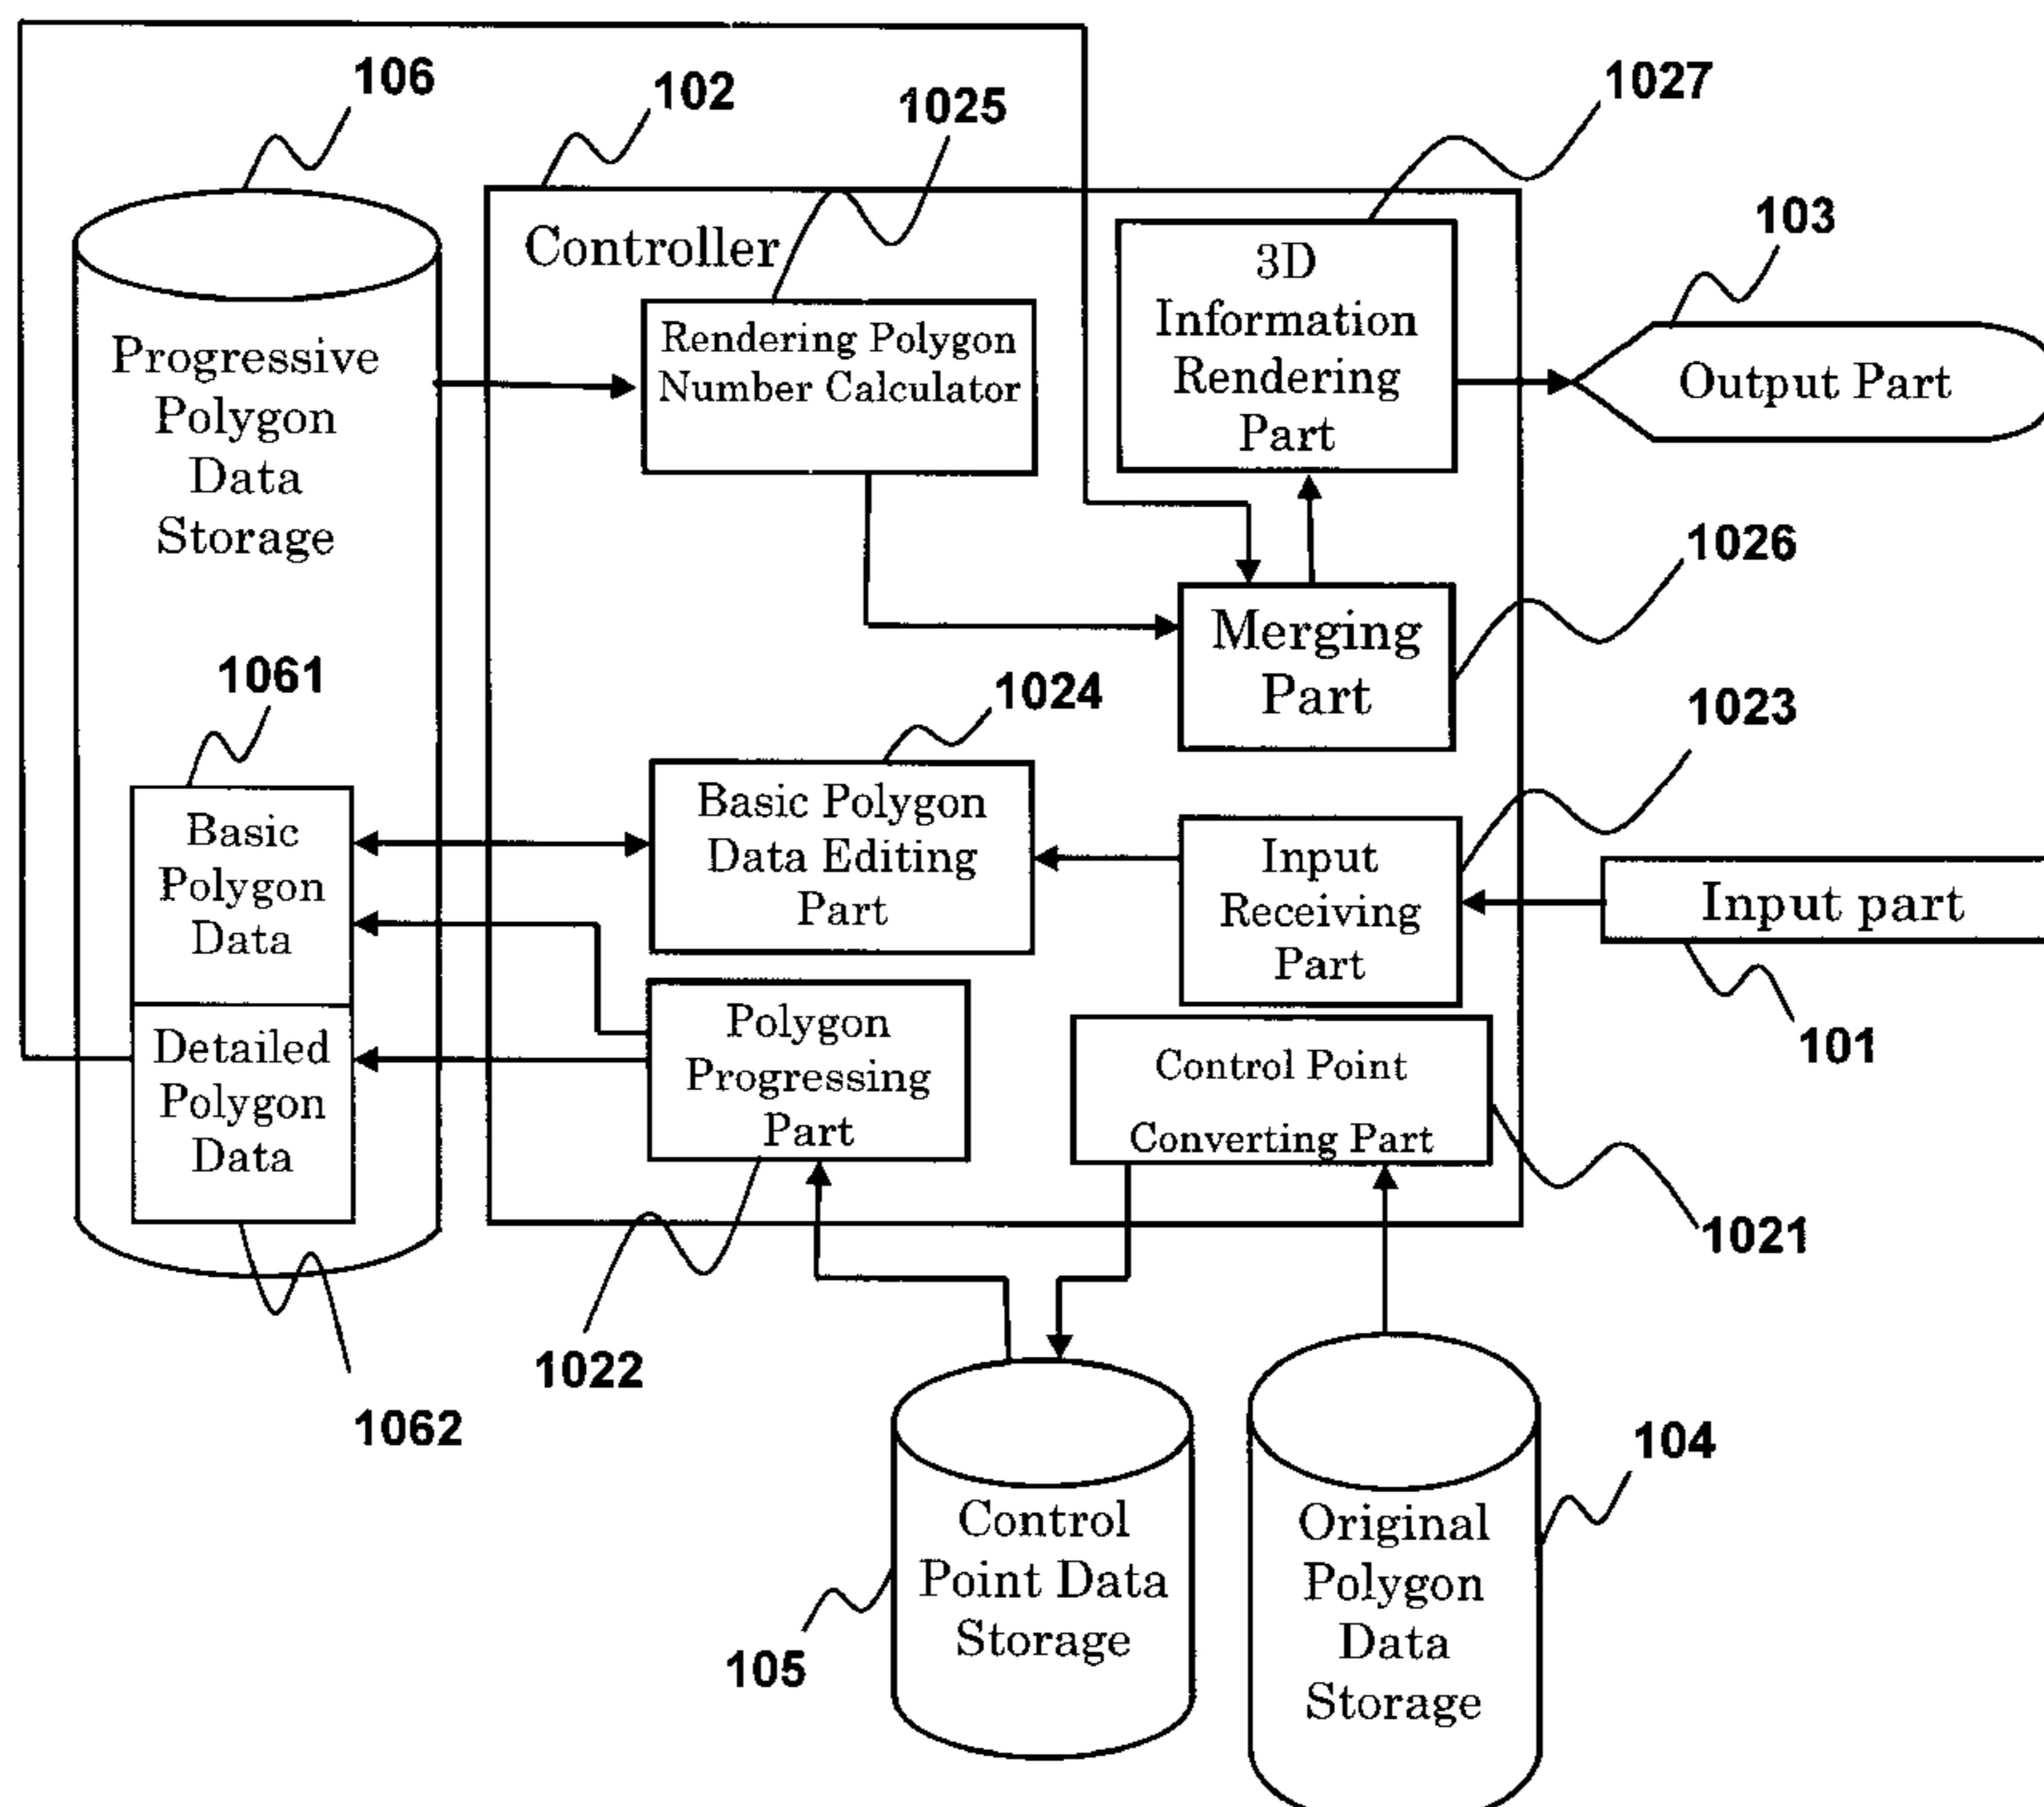 106
102
1025
1027
103
Controller
3D
Information
Rendering
Part
Rendering Polygon
Number Calculator
Progressive
Polygon
Data
Storage
Output Part
1026
Merging
Part
1061
1024
1023
Basic Polygon
Data Editing
Part
Basic
Polygon
Data
Input
Receiving
Part
Input part
101
Detailed
Polygon
Data
Polygon
Progressing
Part
Control Point
Converting Part
1021
1022
1062
104
Control
Point Data
Storage
105
Original
Polygon
Data
Storage